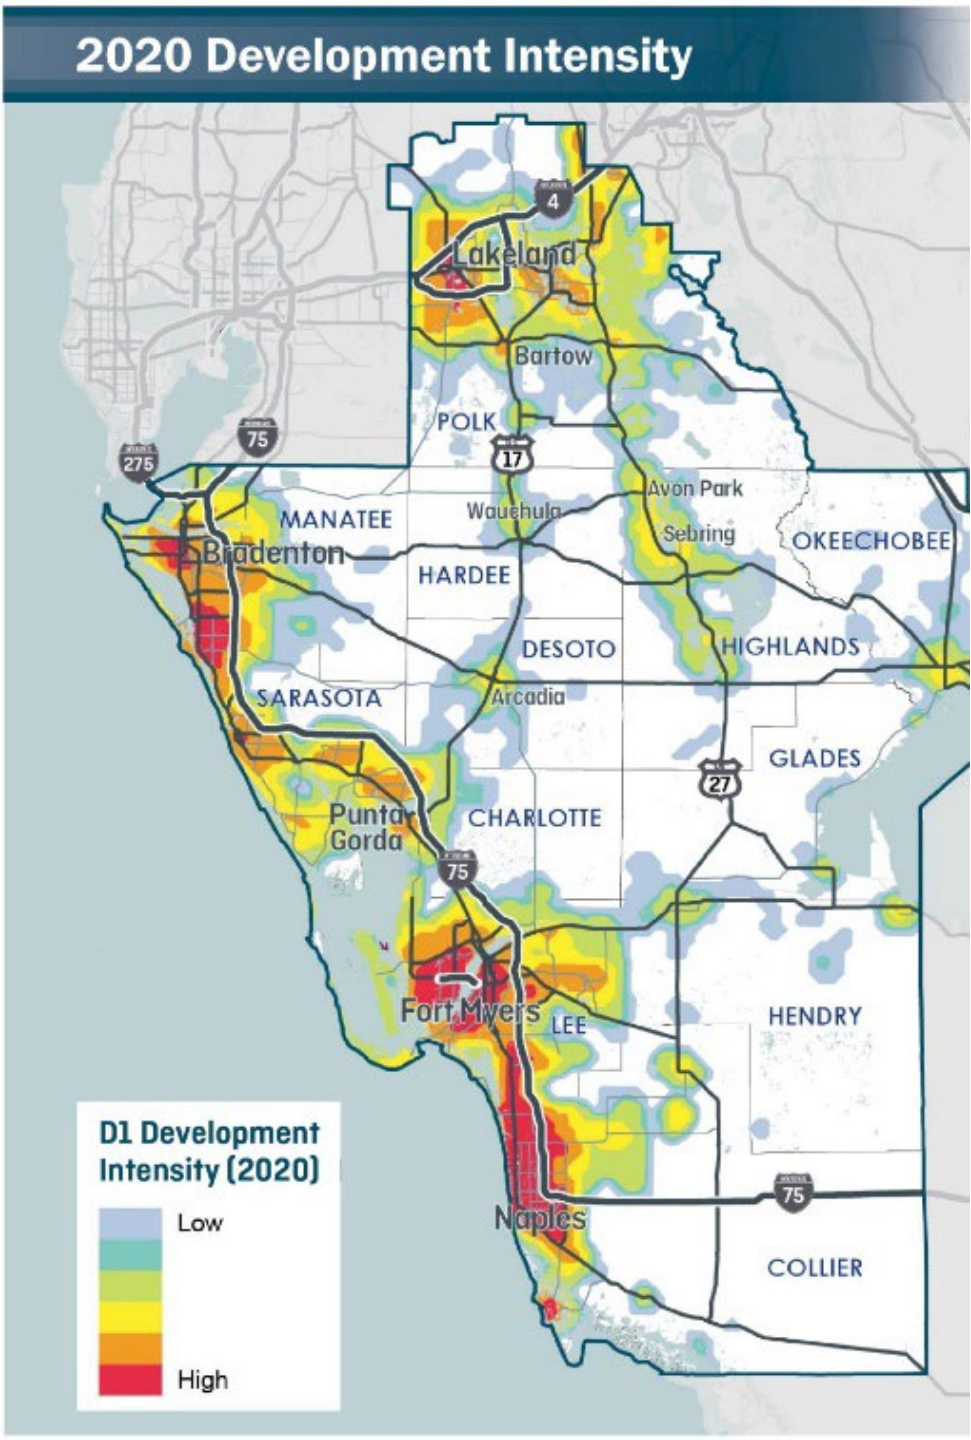 2020 Development Intensity
4
Lakeland
Bartow
POLK
75
275
17
Avon Park
Wauchula
MANATEE
Sebring
OKEECHOBEE
Bradenton
HARDEE
DESOTO
HIGHLANDS
SARASOTA
Arcadia
GLADES
27
Punta
Gorda
CHARLOTTE
75
Fort Myers
LEE
HENDRY
D1 Development
Intensity (2020)
Low
High
75
Naples
COLLIER